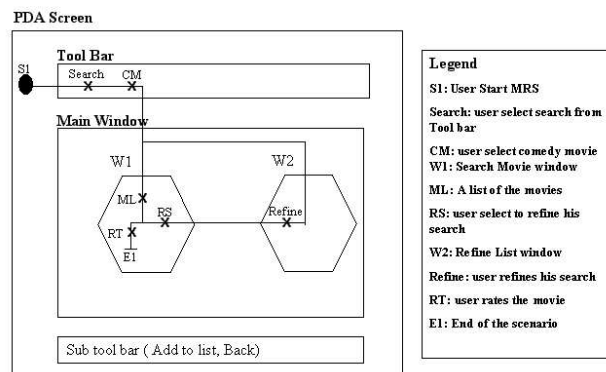 PDA Screen
Tool Bar
S1
Search
CM
Main Window
W1
W2
ML
RS
Refine
RT
E1
Sub tool bar ( Add to list, Back)
Legend
S1: User Start MRS
Search: user select search from
Tool bar
CM: user select comedy movie
W1: Search Movie window
ML: A list of the movies
RS: user select to refine his
search
W2: Refine List window
Refine: user refines his search
RT: user rates the movie
E1: End of the scenario